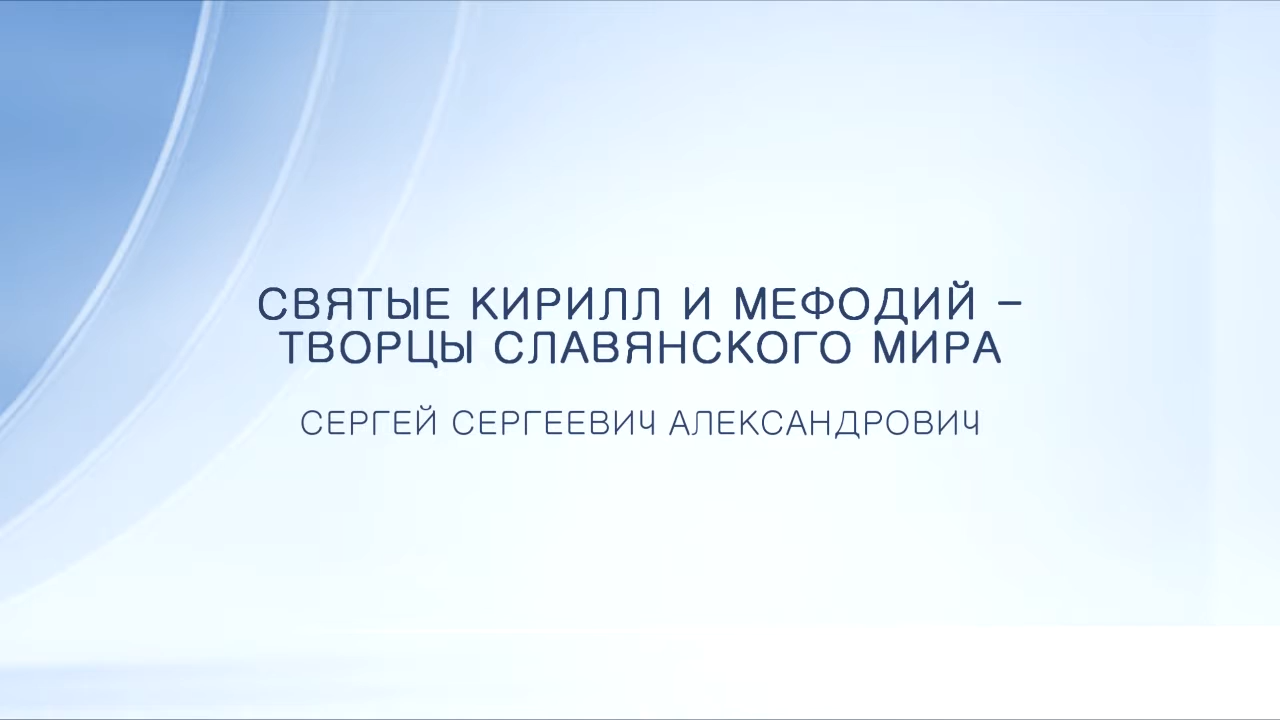 СВЯТЫЕ КИРИЛЛ И МЕФОДИЙ –
ТВОРЦЫ СЛАВЯНСКОГО МИРА
СЕРГЕЙ СЕРГЕЕВИЧ АЛЕКСАНДРОВИЧ